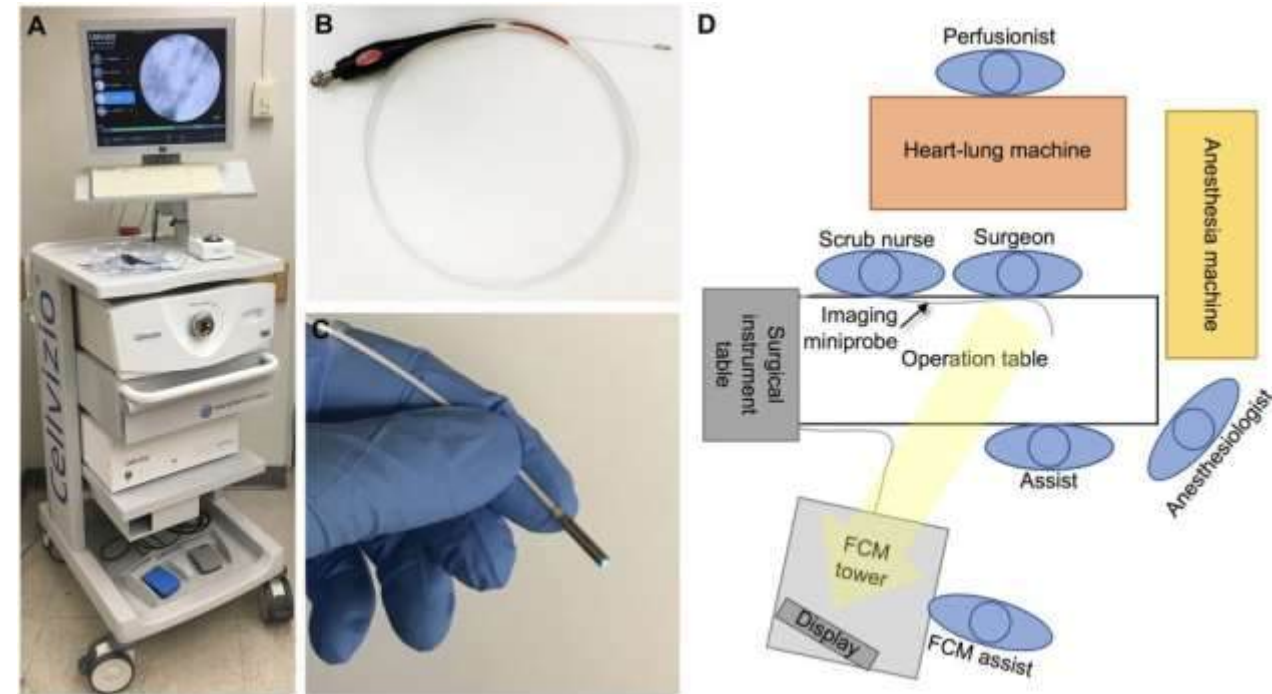 A
Cellvizio
B
C
D
Perfusionist
Heart-lung machine
Anesthesia machine
Scrub nurse
Surgeon
Surgical
instrument
table
Imaging
miniprobe
Operation table
Assist
Anesthesiologist
FCM
tower
Display
FCM assist